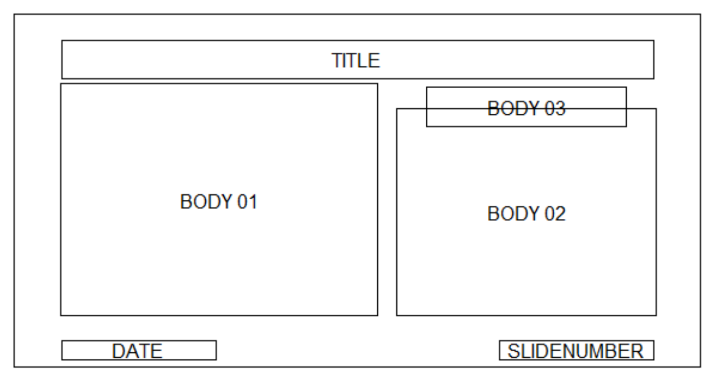 TITLE
BODY 03
BODY 01
BODY 02
DATE
SLIDENUMBER